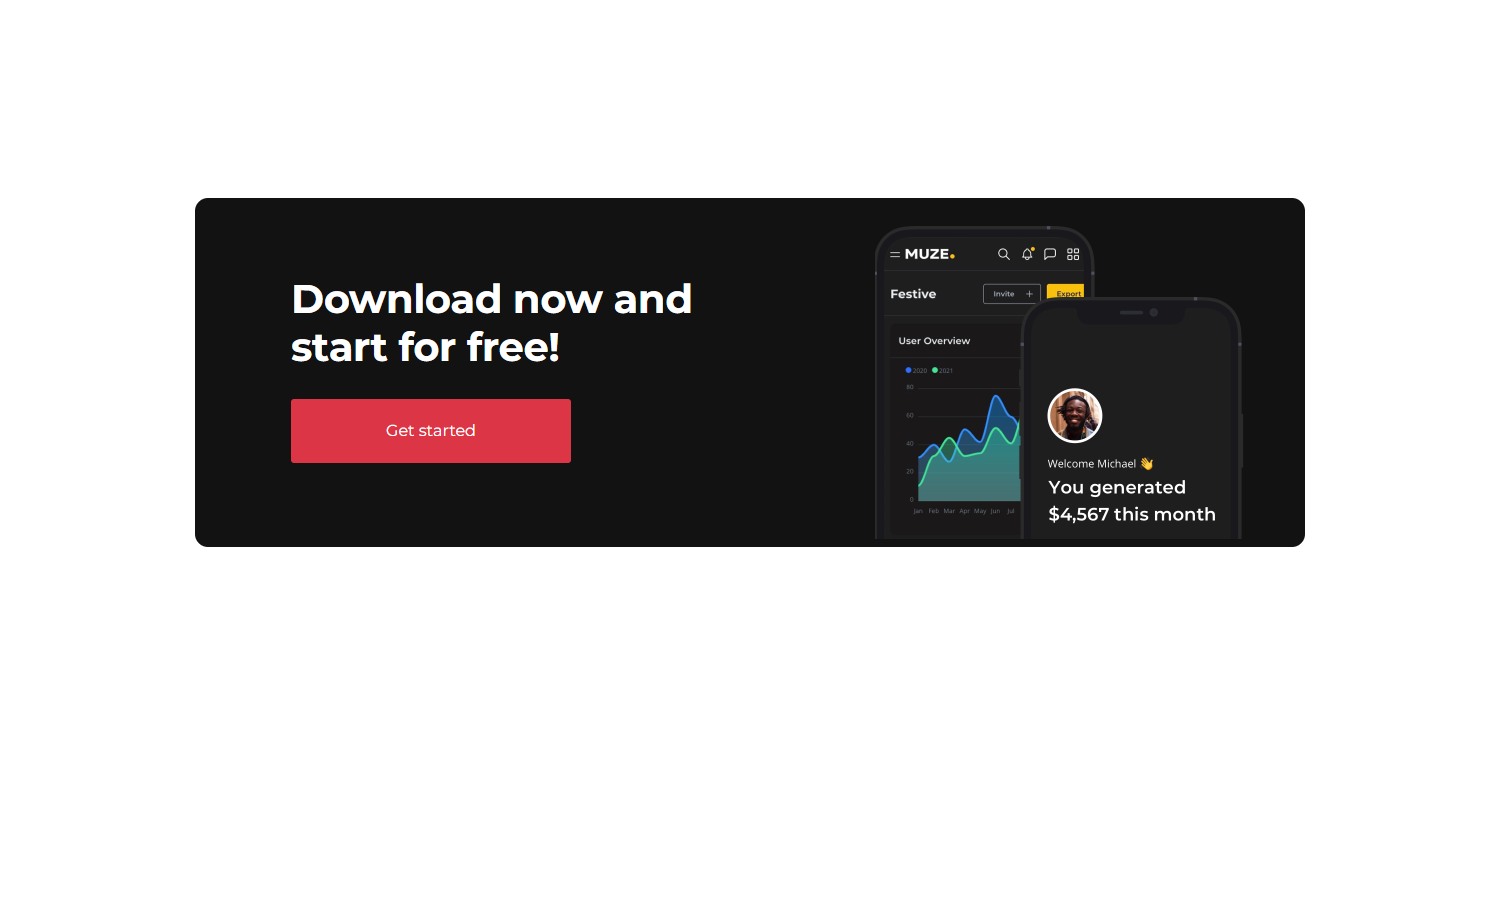 Download now and
start for free!
Get started
MUZE.
Festive
Invite +
Export
User Overview
2020 2021
80
60
40
20
0
Jan Feb Mar Apr May Jun Jul
Welcome Michael 👋
You generated
$4,567 this month